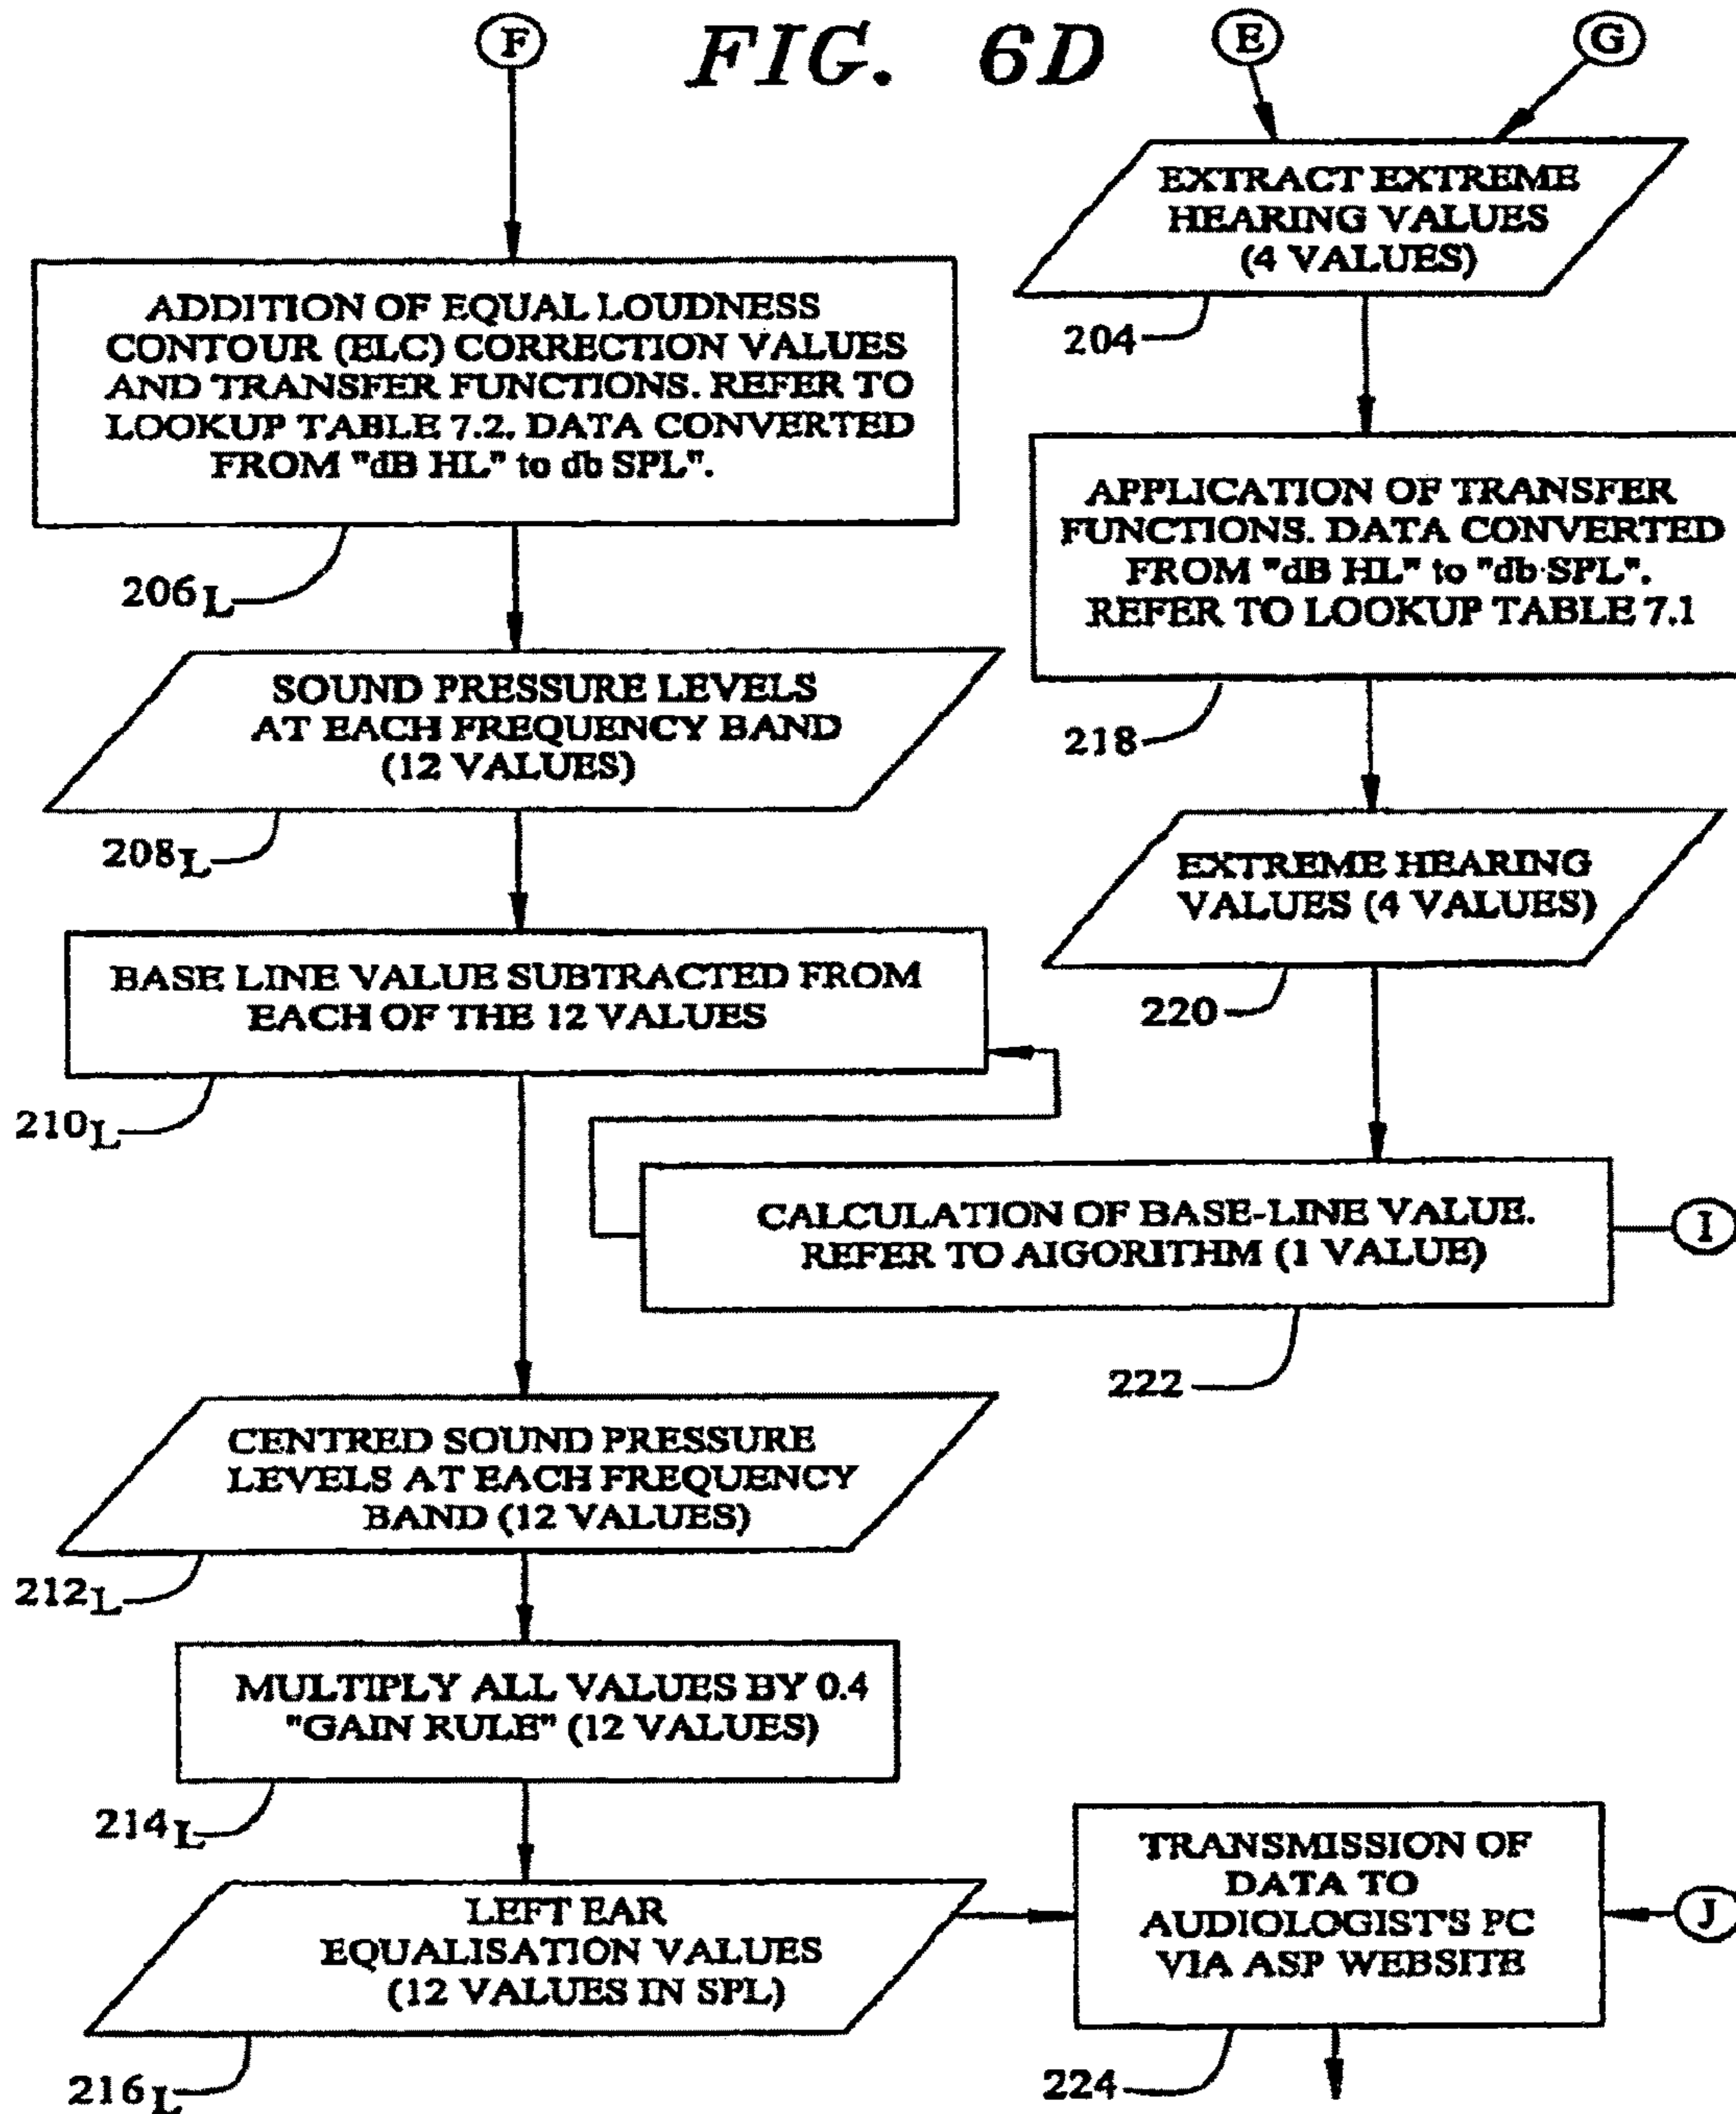 FIG. 6D
F
E
G
ADDITION OF EQUAL LOUDNESS
CONTOUR (ELC) CORRECTION VALUES
AND TRANSFER FUNCTIONS. REFER TO
LOOKUP TABLE 7.2. DATA CONVERTED
FROM "dB HL" to db SPL".
206L
SOUND PRESSURE LEVELS
AT EACH FREQUENCY BAND
(12 VALUES)
208L
BASE LINE VALUE SUBTRACTED FROM
EACH OF THE 12 VALUES
210L
EXTRACT EXTREME
HEARING VALUES
(4 VALUES)
204
APPLICATION OF TRANSFER
FUNCTIONS. DATA CONVERTED
FROM "dB HL" to "db SPL".
REFER TO LOOKUP TABLE 7.1
218
EXTREME HEARING
VALUES (4 VALUES)
220
CALCULATION OF BASE-LINE VALUE.
REFER TO AIGORITHM (1 VALUE)
I
222
CENTRED SOUND PRESSURE
LEVELS AT EACH FREQUENCY
BAND (12 VALUES)
212L
MULTIPLY ALL VALUES BY 0.4
"GAIN RULE" (12 VALUES)
214L
LEFT EAR
EQUALISATION VALUES
(12 VALUES IN SPL)
216L
TRANSMISSION OF
DATA TO
AUDIOLOGIST'S PC
VIA ASP WEBSITE
J
224